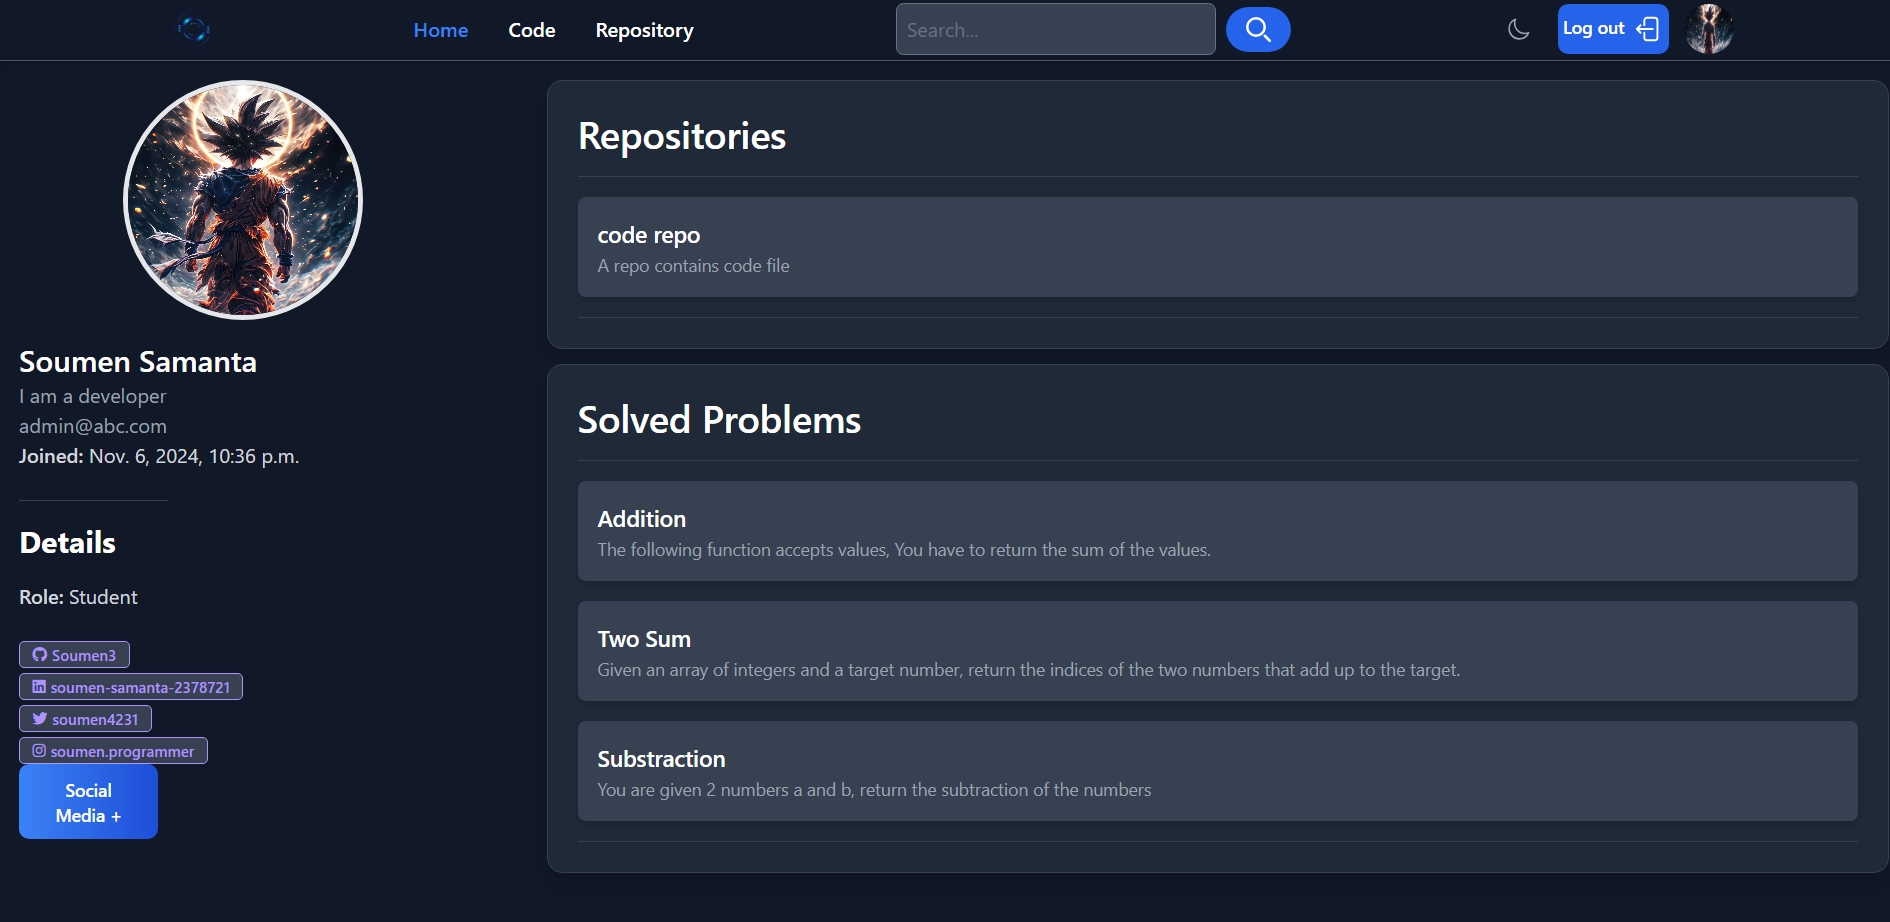 Home Code Repository Search... Log out
Soumen Samanta
I am a developer
admin@abc.com
Joined: Nov. 6, 2024, 10:36 p.m.
Details
Role: Student
Soumen3
soumen-samanta-2378721
soumen4231
soumen.programmer
Social
Media +
Repositories
code repo
A repo contains code file
Solved Problems
Addition
The following function accepts values, You have to return the sum of the values.
Two Sum
Given an array of integers and a target number, return the indices of the two numbers that add up to the target.
Substraction
You are given 2 numbers a and b, return the subtraction of the numbers